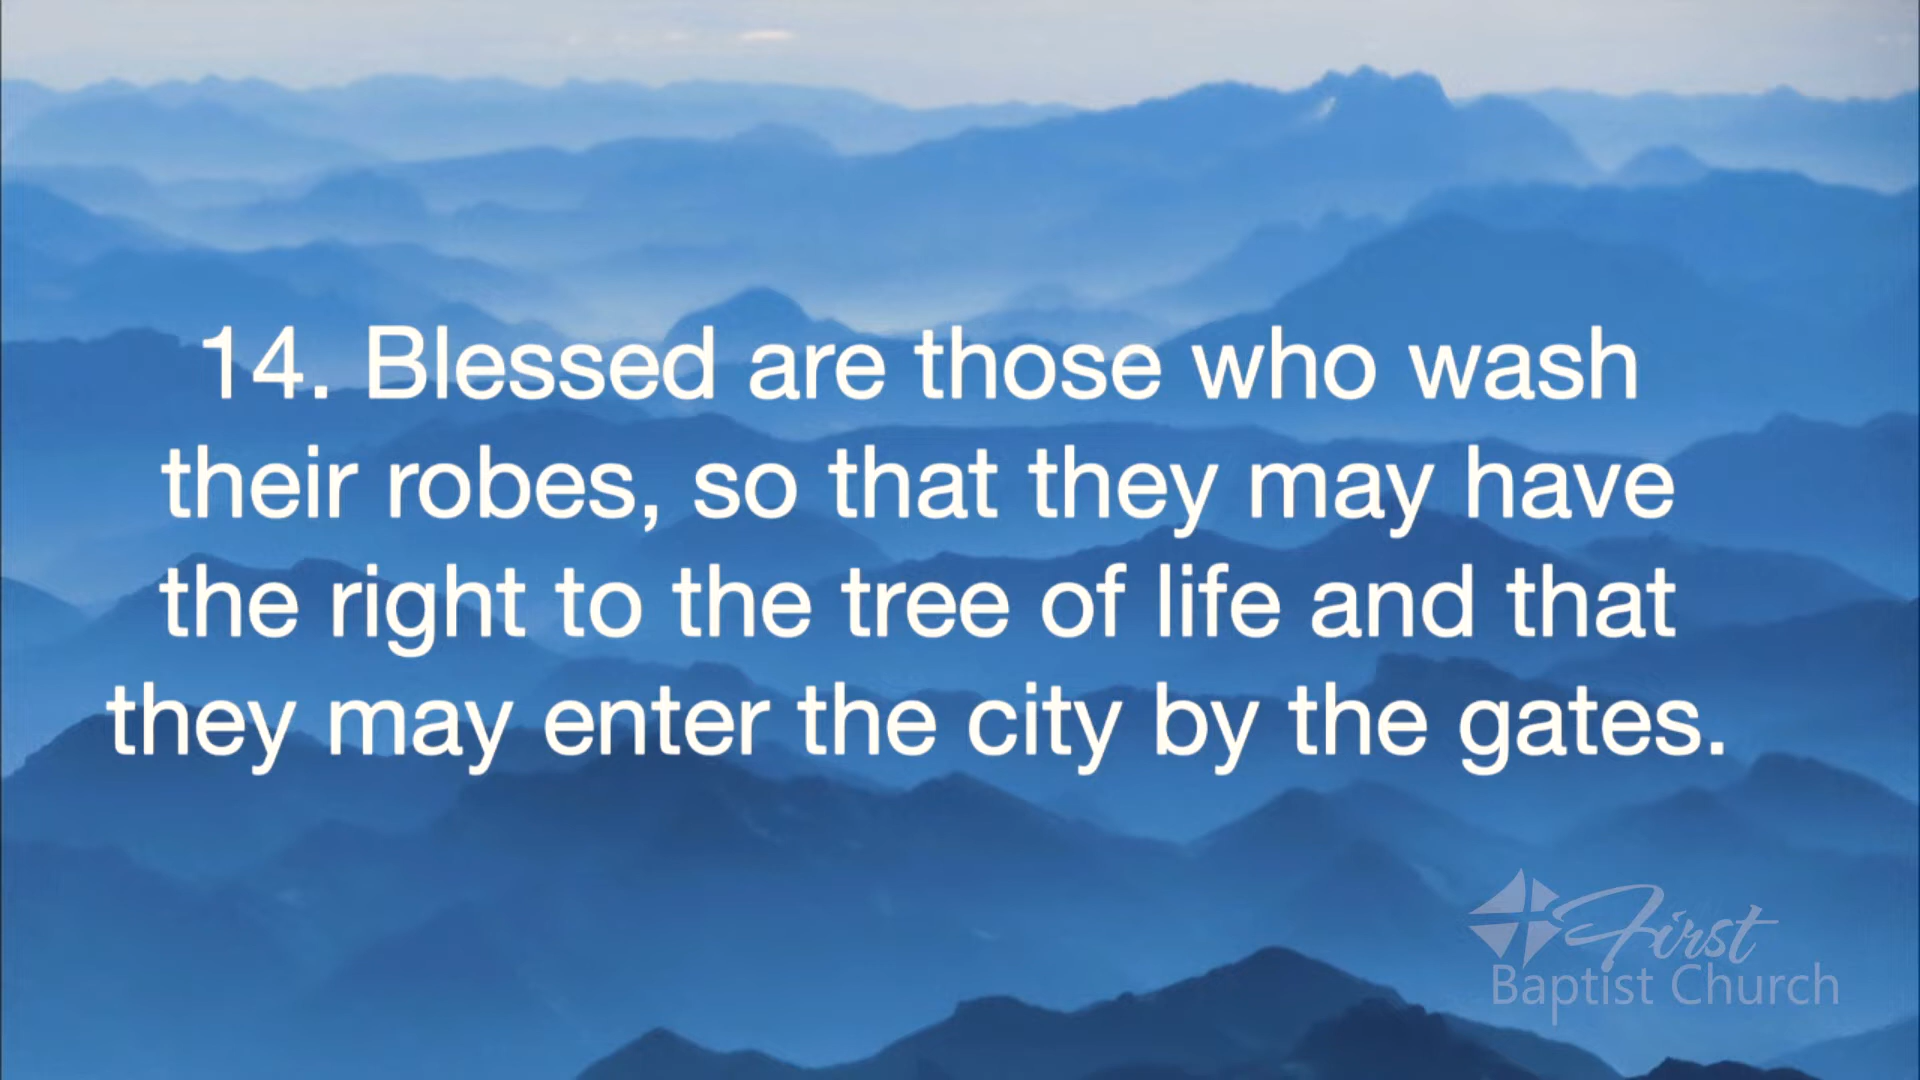 14. Blessed are those who wash
their robes, so that they may have
the right to the tree of life and that
they may enter the city by the gates.
First
Baptist Church